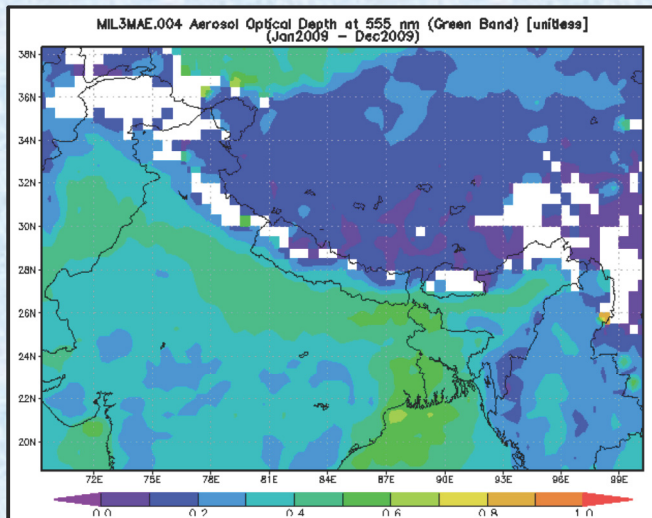 MIL3MAE.004 Aerosol Optical Depth at 555 nm (Green Band) [unitless]
(Jan2009 - Dec2009)
38N
36N
34N
32N
30N
28N
26N
24N
22N
20N
72E 75E 78E 81E 84E 87E 90E 93E 96E 99E
0.0 0.2 0.4 0.6 0.8 1.0